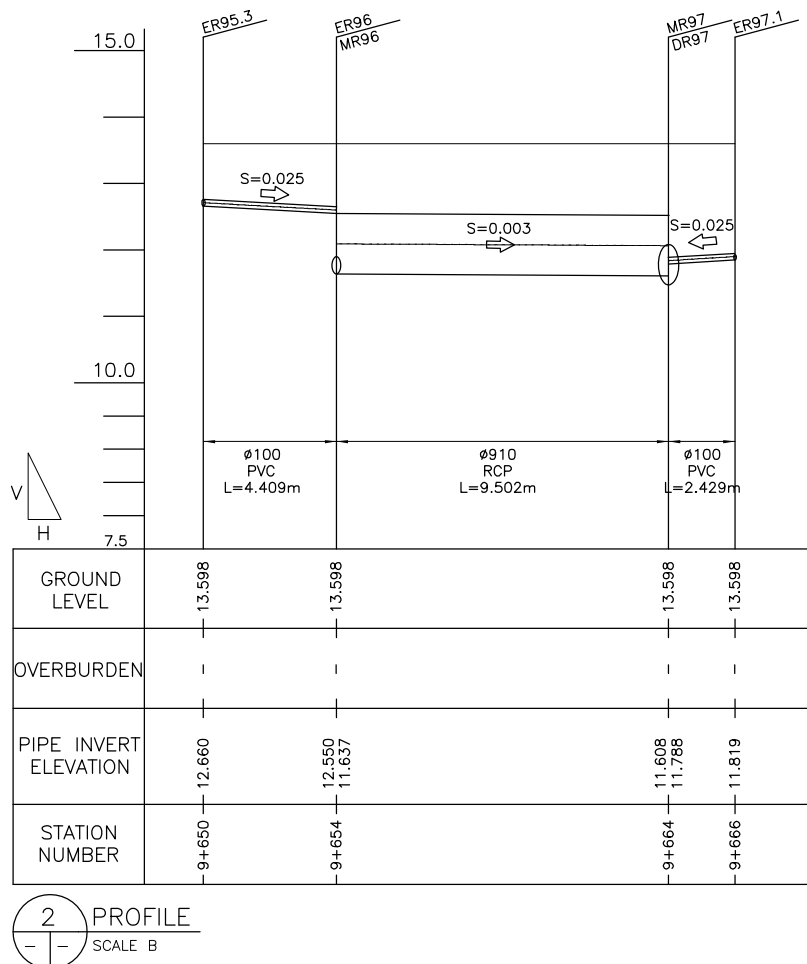 ER95.3
ER96
MR96
MR97
DR97
ER97.1
15.0
S=0.025
S=0.003
S=0.025
10.0
ø100
PVC
L=4.409m
ø910
RCP
L=9.502m
ø100
PVC
L=2.429m
V
H
7.5
GROUND
LEVEL
13.598
13.598
13.598
13.598
OVERBURDEN
-
-
-
-
PIPE INVERT
ELEVATION
12.660
12.550
11.637
11.608
11.788
11.819
STATION
NUMBER
9+650
9+654
9+664
9+666
2
-
-
PROFILE
SCALE B